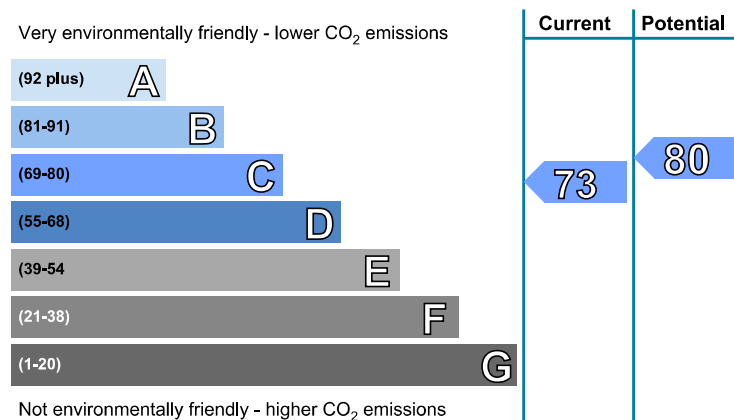 Very environmentally friendly - lower CO₂ emissions
Current
Potential
(92 plus) A
(81-91) B
(69-80) C
(55-68) D
(39-54 E
(21-38) F
(1-20) G
73
80
Not environmentally friendly - higher CO₂ emissions